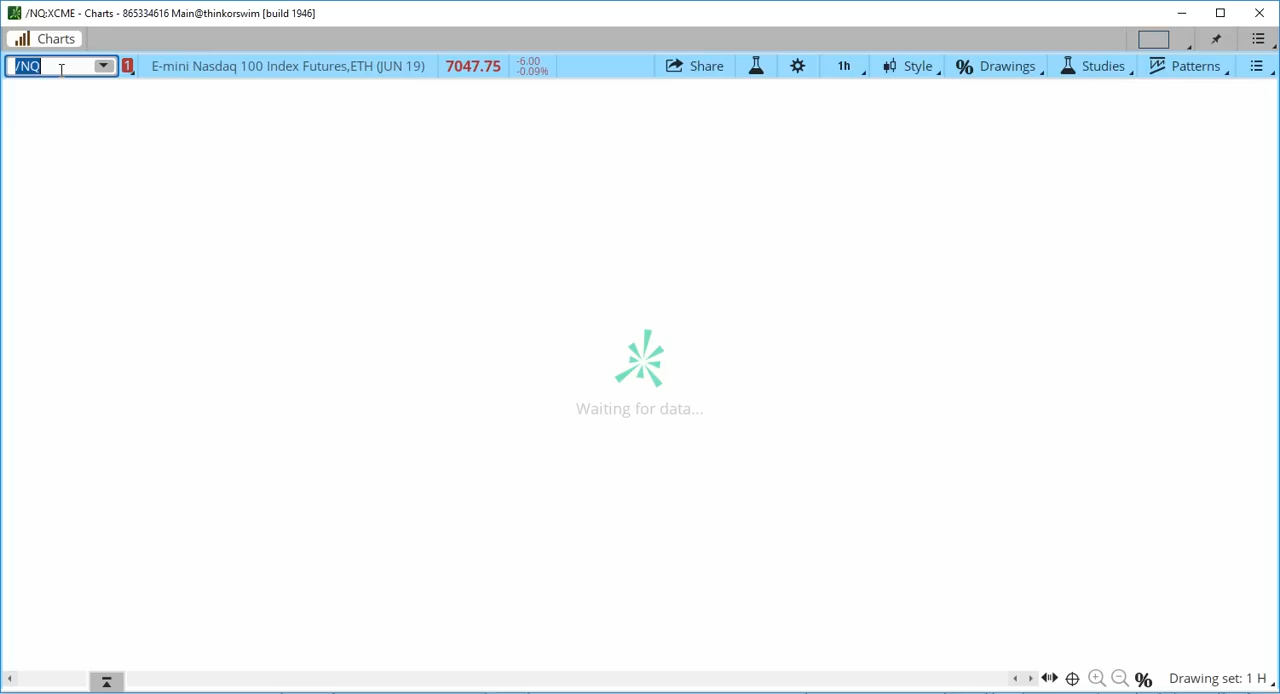 /NQ:XCME - Charts - 865334616 Main@thinkorswim [build 1946]
Charts
/NQ 1 E-mini Nasdaq 100 Index Futures,ETH (JUN 19) 7047.75 -6.00 -0.09% Share 1h Style % Drawings Studies Patterns
Waiting for data...
% Drawing set: 1 H